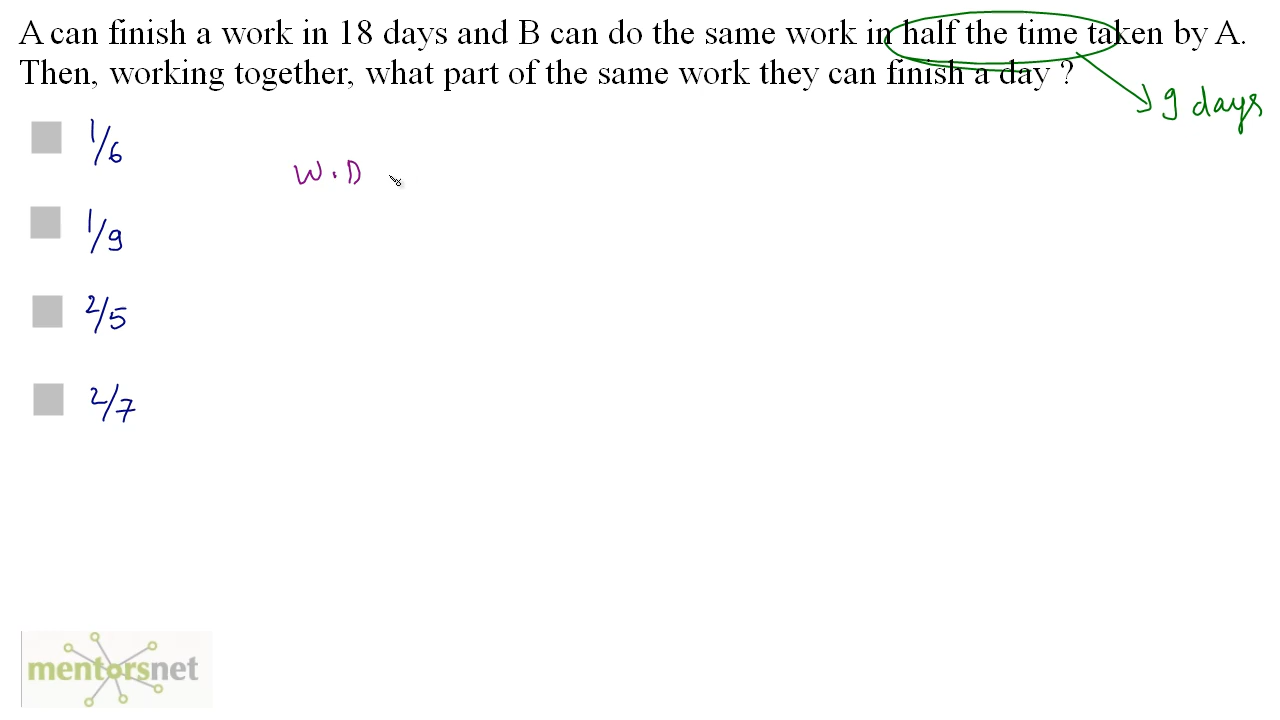 A can finish a work in 18 days and B can do the same work in half the time taken by A.
Then, working together, what part of the same work they can finish a day ?
9 days
1/6
W.D
1/9
2/5
2/7
mentorsnet